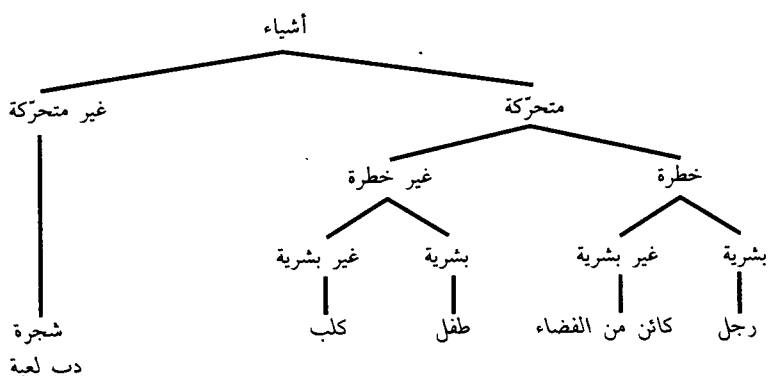 أشياء
متحرّكة
غير متحرّكة
خطرة
غير خطرة
بشرية
غير بشرية
بشرية
غير بشرية
رجل
كائن من الفضاء
طفل
كلب
شجرة
دب لعبة